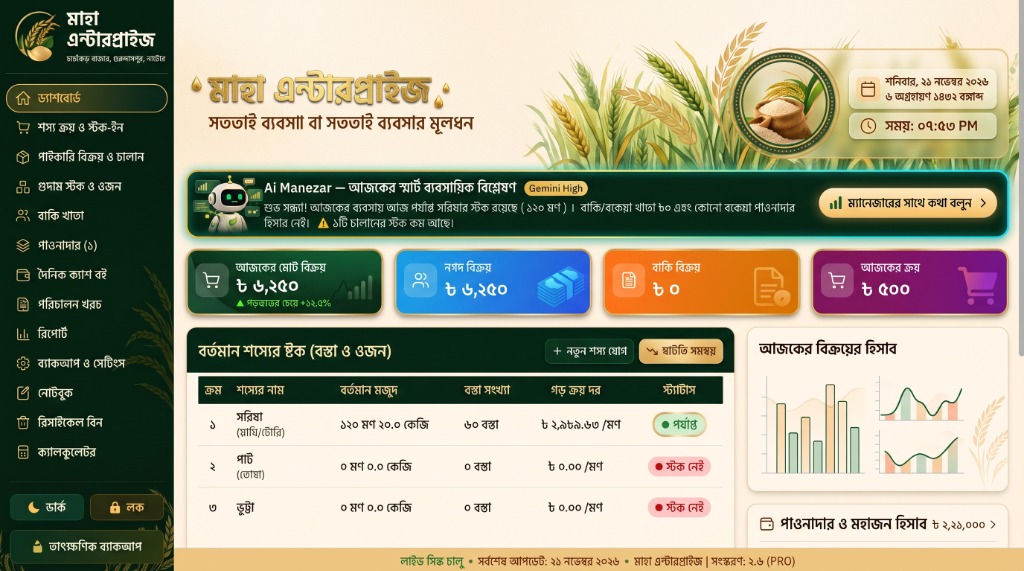 মাহা
এন্টারপ্রাইজ
চাচকৈড় বাজার, গুরুদাসপুর, নাটোর
ড্যাশবোর্ড
শস্য ক্রয় ও স্টক-ইন
পাইকারি বিক্রয় ও চালান
গুদাম স্টক ও ওজন
বাকি খাতা
পাওনাদার (১)
দৈনিক ক্যাশ বই
পরিচালন খরচ
রিপোর্ট
ব্যাকআপ ও সেটিংস
নোটবুক
রিসাইকেল বিন
ক্যালকুলেটর
ডার্ক
লক
তাৎক্ষণিক ব্যাকআপ
মাহা এন্টারপ্রাইজ
সততাই ব্যবসা বা সততাই ব্যবসার মূলধন
শনিবার, ২১ নভেম্বর ২০২৬
৬ অগ্রহায়ণ ১৪৩২ বঙ্গাব্দ
সময়: ০৭:৫৩ PM
Ai Manezar — আজকের স্মার্ট ব্যবসায়িক বিশ্লেষণ Gemini High
শুভ সন্ধ্যা! আজকের ব্যবসায় আজ পর্যাপ্ত সরিষার স্টক রয়েছে ( ১২০ মণ ) । বাকি/বকেয়া খাতা ৳০ এবং কোনো বকেয়া পাওনাদার
হিসার নেই। ⚠ ১টি চালানের স্টক কম আছে।
ম্যানেজারের সাথে কথা বলুন >
আজকের মোট বিক্রয়
৳ ৬,২৫০
▲ গড়হারের চেয়ে +১২.৫%
নগদ বিক্রয়
৳ ৬,২৫০
বাকি বিক্রয়
৳ ০
আজকের ক্রয়
৳ ৫০০
বর্তমান শস্যের ষ্টক (বস্তা ও ওজন)
+ নতুন শস্য যোগ
ঘাটতি সমন্বয়
ক্রম শস্যের নাম বর্তমান মজুদ বস্তা সংখ্যা গড় ক্রয় দর স্ট্যাটাস
১ সরিষা ১২০ মণ ২০.০ কেজি ৬০ বস্তা ৳ ২,৯৮৯.৬৩ /মণ পর্যাপ্ত
(মাঘি/টৌরি)
২ পাট ০ মণ ০.০ কেজি ০ বস্তা ৳ ০.০০ /মণ স্টক নেই
(তোষা)
৩ ভুট্টা ০ মণ ০.০ কেজি ০ বস্তা ৳ ০.০০ /মণ স্টক নেই
আজকের বিক্রয়ের হিসাব
পাওনাদার ও মহাজন হিসাব ৳ ২,২১,০০০ >
লাইভ সিঙ্ক চালু • সর্বশেষ আপডেট: ২১ নভেম্বর ২০২৬ • মাহা এন্টারপ্রাইজ | সংস্করণ: ২.৬ (PRO)